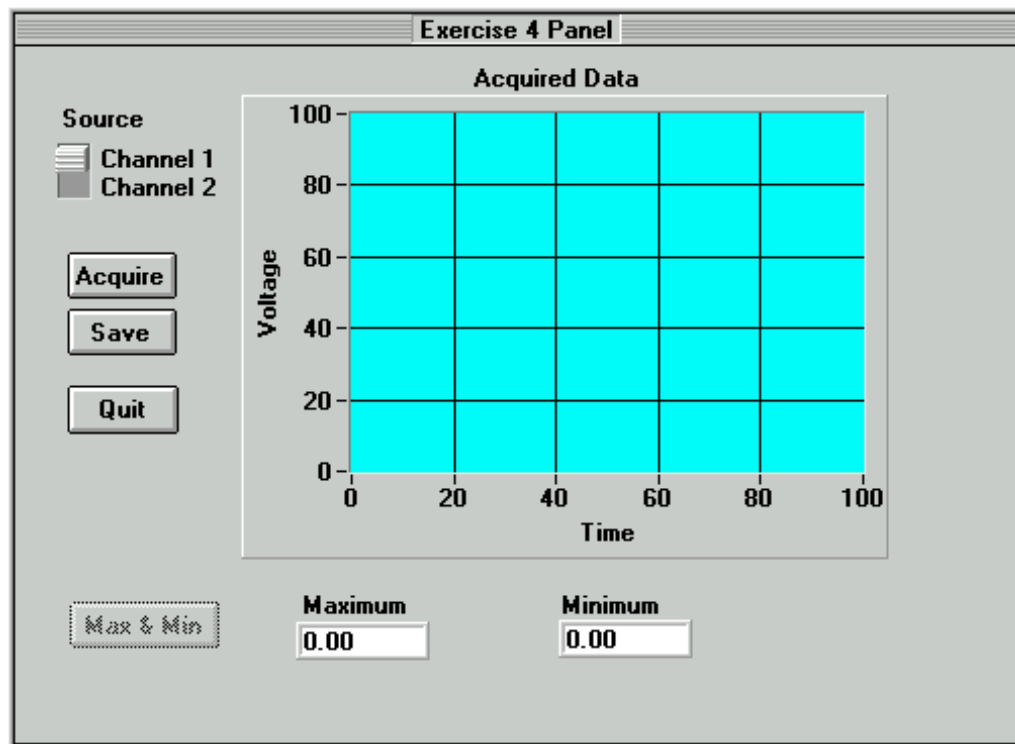 Exercise 4 Panel
Acquired Data
Source
Channel 1
Channel 2
Acquire
Save
Quit
Voltage
100
80
60
40
20
0
0 20 40 60 80 100
Time
Max & Min
Maximum
0.00
Minimum
0.00